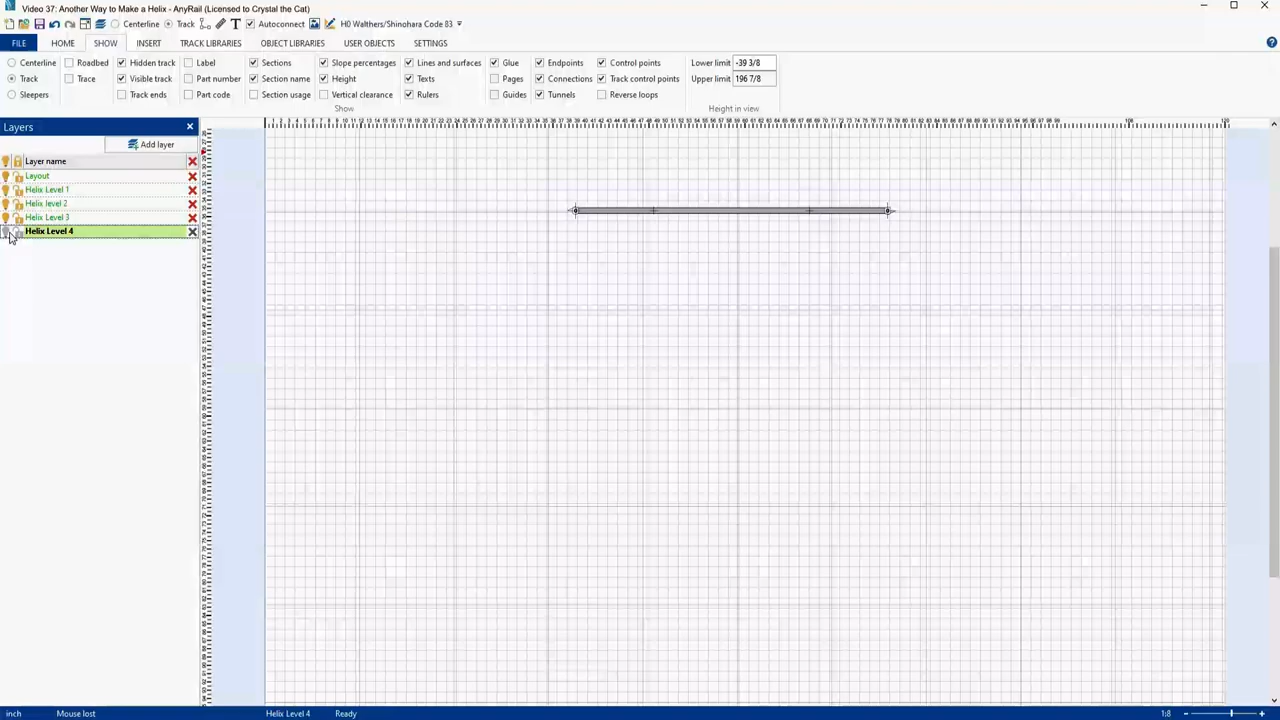 Video 37: Another Way to Make a Helix - AnyRail (Licensed to Crystal the Cat)
Centerline Track Autoconnect H0 Walthers/Shinohara Code 83
FILE HOME SHOW INSERT TRACK LIBRARIES OBJECT LIBRARIES USER OBJECTS SETTINGS
Centerline Roadbed Hidden track Label Sections Slope percentages Lines and surfaces Glue Endpoints Control points Lower limit -39 3/8
Track Trace Visible track Part number Section name Height Texts Pages Connections Track control points Upper limit 196 7/8
Sleepers Track ends Part code Section usage Vertical clearance Rulers Guides Tunnels Reverse loops
Show Height in view
Layers
Add layer
Layer name
Layout
Helix Level 1
Helix level 2
Helix Level 3
Helix Level 4
inch Mouse lost Helix Level 4 Ready 1:8